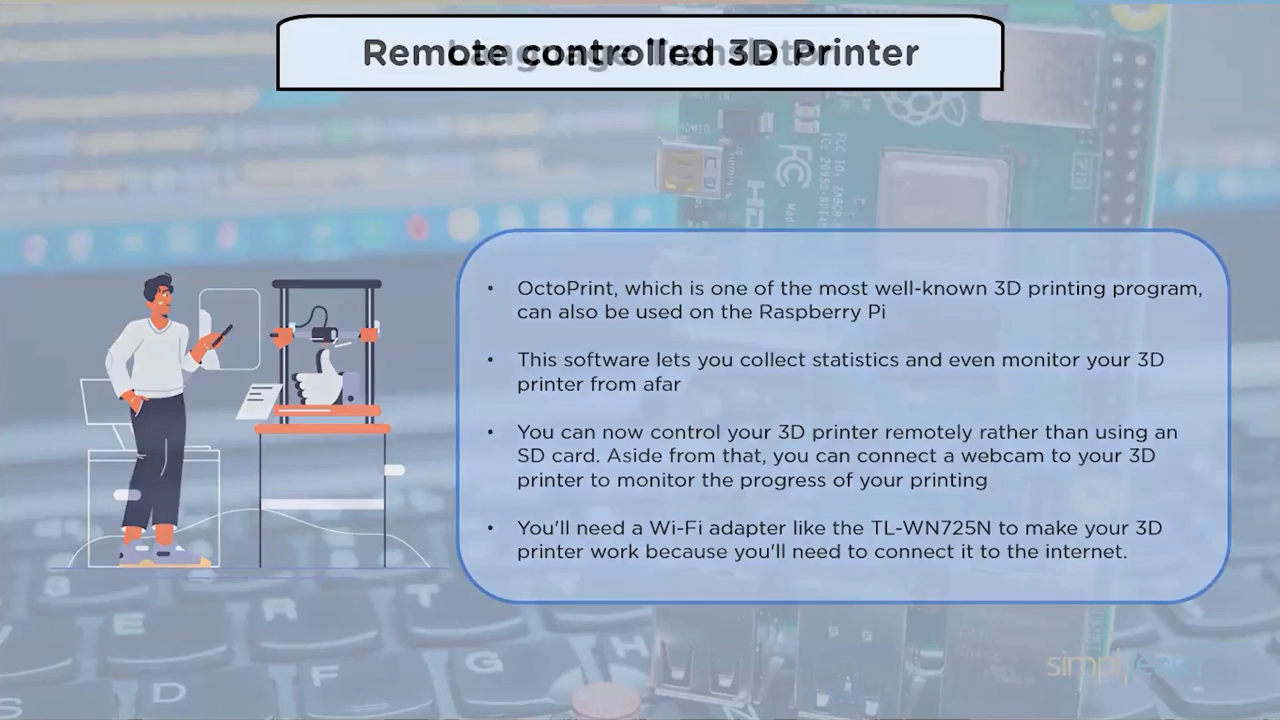 Remote controlled 3D Printer
Language Translator
• OctoPrint, which is one of the most well-known 3D printing program,
can also be used on the Raspberry Pi
• This software lets you collect statistics and even monitor your 3D
printer from afar
• You can now control your 3D printer remotely rather than using an
SD card. Aside from that, you can connect a webcam to your 3D
printer to monitor the progress of your printing
• You'll need a Wi-Fi adapter like the TL-WN725N to make your 3D
printer work because you'll need to connect it to the internet.
simplilearn